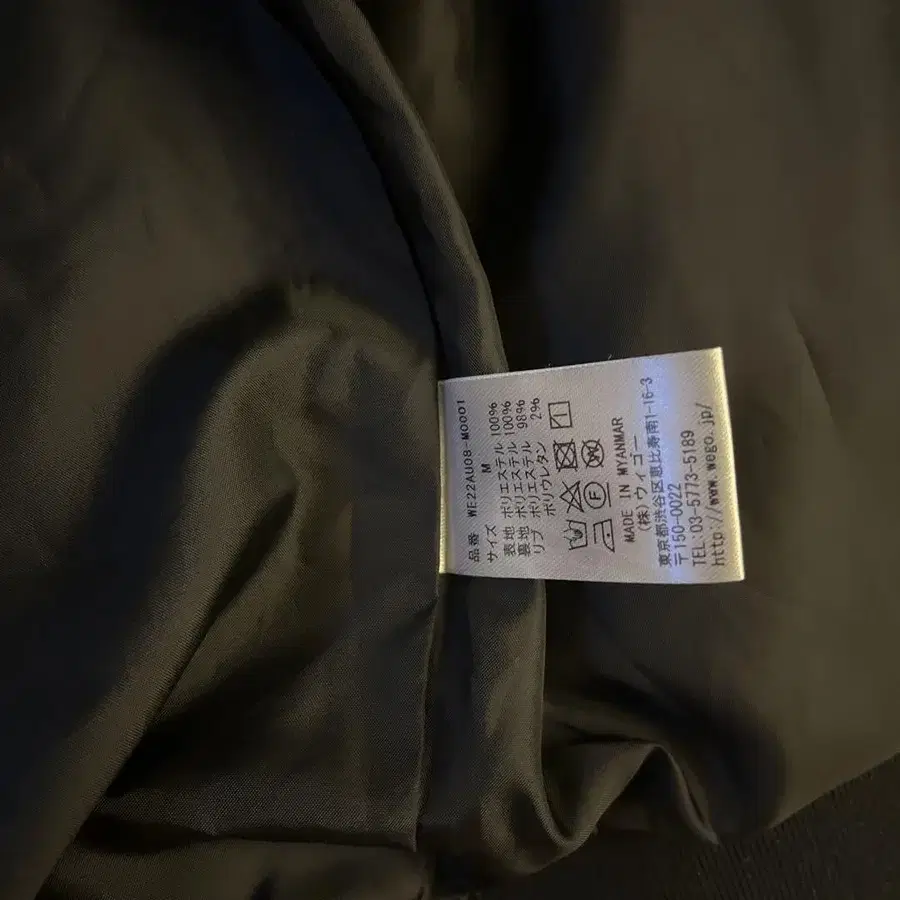 品番 WE22AU08-M0001
サイズ M
表地 ポリエステル 100%
裏地 ポリエステル 100%
リブ ポリエステル 98%
ポリウレタン 2%
MADE IN MYANMAR
(株)ウィゴー
東京都渋谷区恵比寿南1-16-3
〒150-0022
TEL:03-5773-5189
http://www.wego.jp/